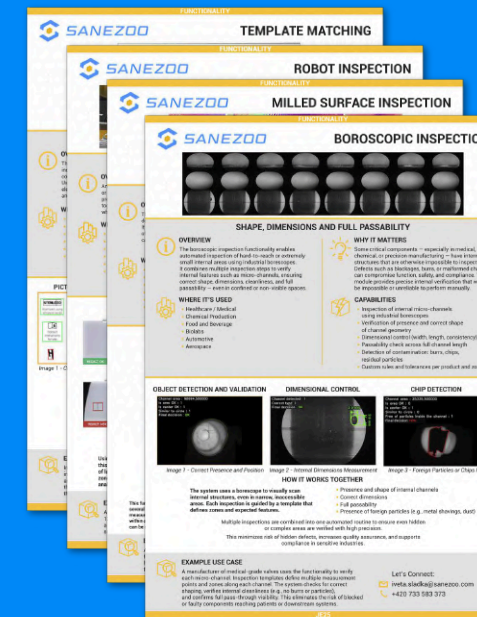 FUNCTIONALITY
SANEZOO
TEMPLATE MATCHING
FUNCTIONALITY
SANEZOO
ROBOT INSPECTION
FUNCTIONALITY
SANEZOO
MILLED SURFACE INSPECTION
FUNCTIONALITY
SANEZOO
BOROSCOPIC INSPECTIO
SHAPE, DIMENSIONS AND FULL PASSABILITY
OVERVIEW
The boroscopic inspection functionality enables
automated inspection of hard-to-reach or extremely
small internal areas using industrial borescopes.
It combines multiple inspection steps to verify
internal features such as micro-channels, ensuring
correct shape, dimensions, cleanliness, and full
passability – even in confined or non-visible spaces.
WHY IT MATTERS
Some critical components – especially in medical,
chemical, or precision manufacturing – have intern
structures that are otherwise impossible to inspect
Defects such as blockages, burrs, or malformed cha
can compromise function, safety, and compliance.
module provides precise internal verification that w
be impossible or unreliable to perform manually.
WHERE IT'S USED
Healthcare / Medical
Chemical Production
Food and Beverage
Biolabs
Automotive
Aerospace
CAPABILITIES
Inspection of internal micro-channels
using industrial borescopes
Verification of presence and correct shape
of channel geometry
Dimensional control (width, length, consistency)
Passability check across full channel length
Detection of contamination: burrs, chips,
residual particles
Custom rules and tolerances per product and
OBJECT DETECTION AND VALIDATION
DIMENSIONAL CONTROL
CHIP DETECTION
Image 1 - Correct Presence and Position
Image 2 - Internal Dimensions Measurement
Image 3 - Foreign Particles or Chips
HOW IT WORKS TOGETHER
The system uses a borescope to visually scan
internal structures, even in narrow, inaccessible
areas. Each inspection is guided by a template that
defines zones and expected features.
Presence and shape of internal channels
Correct dimensions
Full passability
Presence of foreign particles (e.g. metal shavings, dust)
Multiple inspections are combined into one automated routine to ensure even hidden
or complex areas are verified with high precision.
This minimizes risk of hidden defects, increases quality assurance, and supports
compliance in sensitive industries.
EXAMPLE USE CASE
A manufacturer of medical-grade valves uses the functionality to verify
each micro-channel. Inspection templates define multiple measurement
points and zones along each channel. The system checks for correct
shaping, verifies internal cleanliness (e.g., no burrs or particles),
and confirms full pass-through visibility. This eliminates the risk of blocked
or faulty components reaching patients or downstream systems.
Let's Connect:
iveta.sladka@sanezoo.com
+420 733 583 373